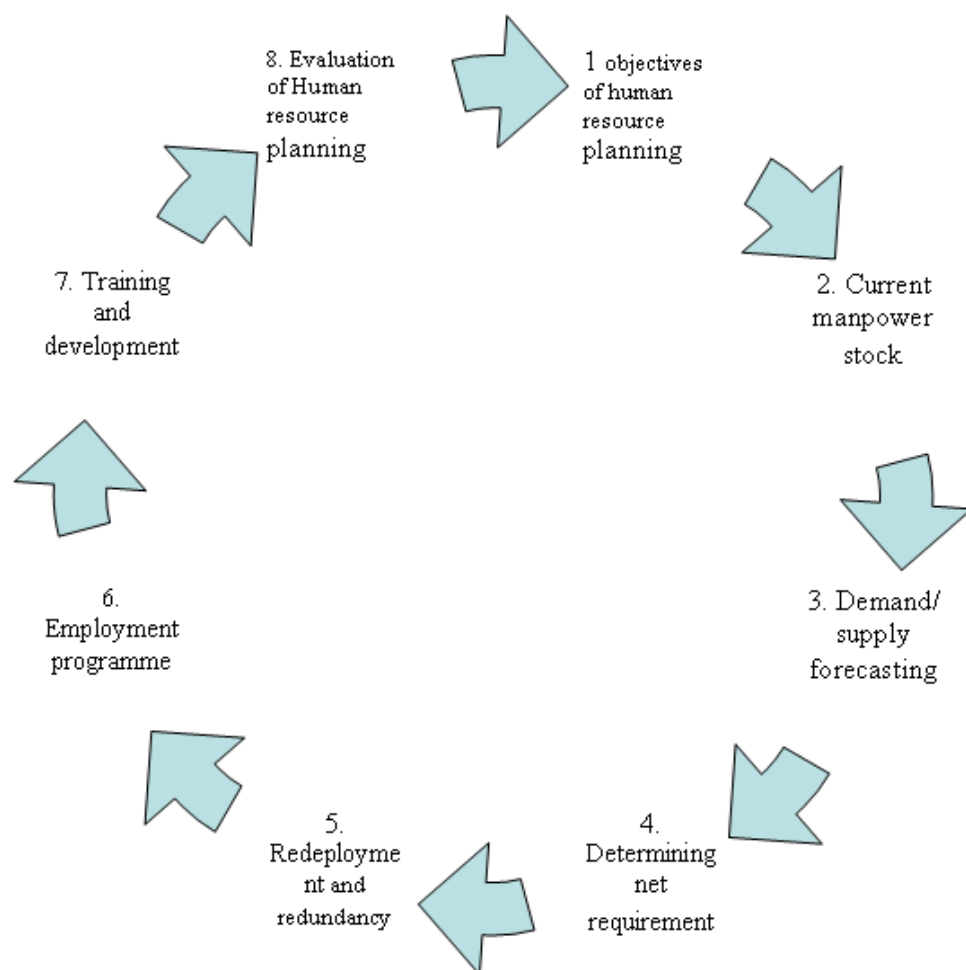 1 objectives
of human
resource
planning
2. Current
manpower
stock
3. Demand/
supply
forecasting
4.
Determining
net
requirement
5.
Redeployme
nt and
redundancy
6.
Employment
programme
7. Training
and
development
8. Evaluation
of Human
resource
planning